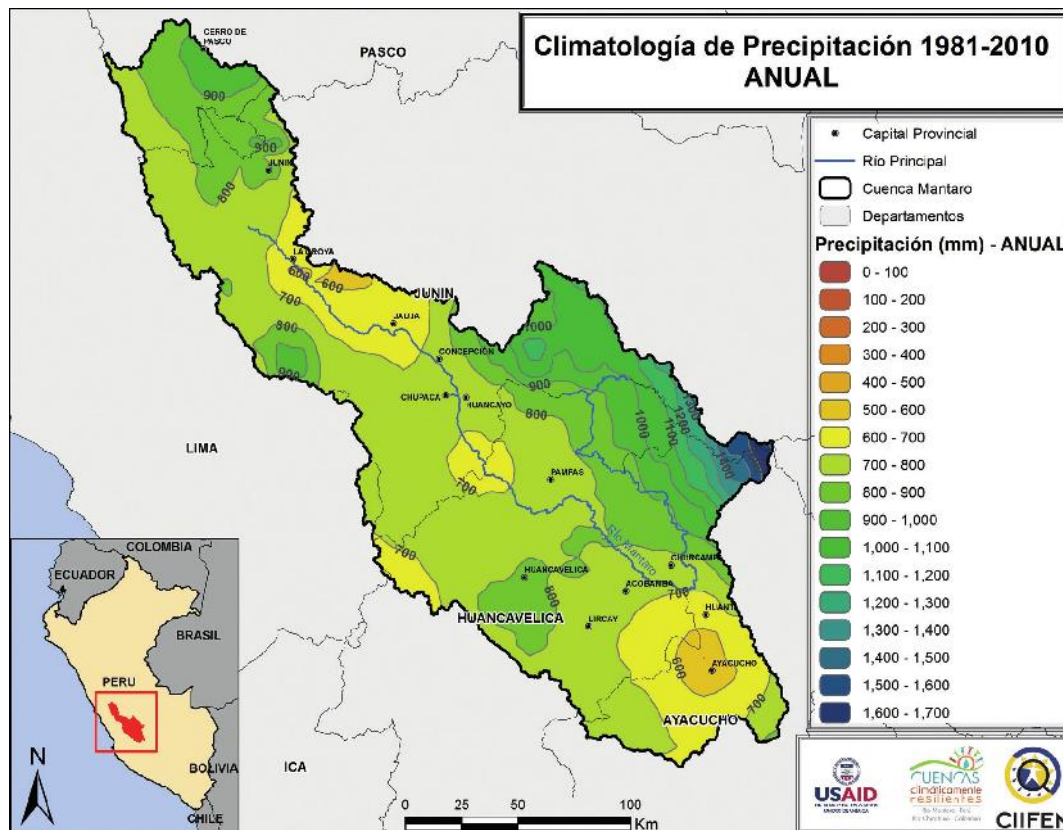 Climatología de Precipitación 1981-2010
ANUAL
Capital Provincial
Río Principal
Cuenca Mantaro
Departamentos
Precipitación (mm) - ANUAL
0 - 100
100 - 200
200 - 300
300 - 400
400 - 500
500 - 600
600 - 700
700 - 800
800 - 900
900 - 1,000
1,000 - 1,100
1,100 - 1,200
1,200 - 1,300
1,300 - 1,400
1,400 - 1,500
1,500 - 1,600
1,600 - 1,700
CERRO DE
PASCO
PASCO
900
900
JUNIN
800
LA OROYA
600
600
700
JUNIN
JAUJA
800
1000
CONCEPCIÓN
900
900
CHUPACA
HUANCAYO
800
1000
1100
1200
1300
1400
LIMA
700
PAMPAS
Río Mantaro
700
HUANCAVELICA
800
ACOBAMBA
700
HUANCAVELICA
LIRCAY
600
AYACUCHO
AYACUCHO
700
ICA
COLOMBIA
ECUADOR
BRASIL
PERU
BOLIVIA
CHILE
N
0 25 50 100
Km
USAID
CUENCAS
climáticamente
resilientes
CIIFEN